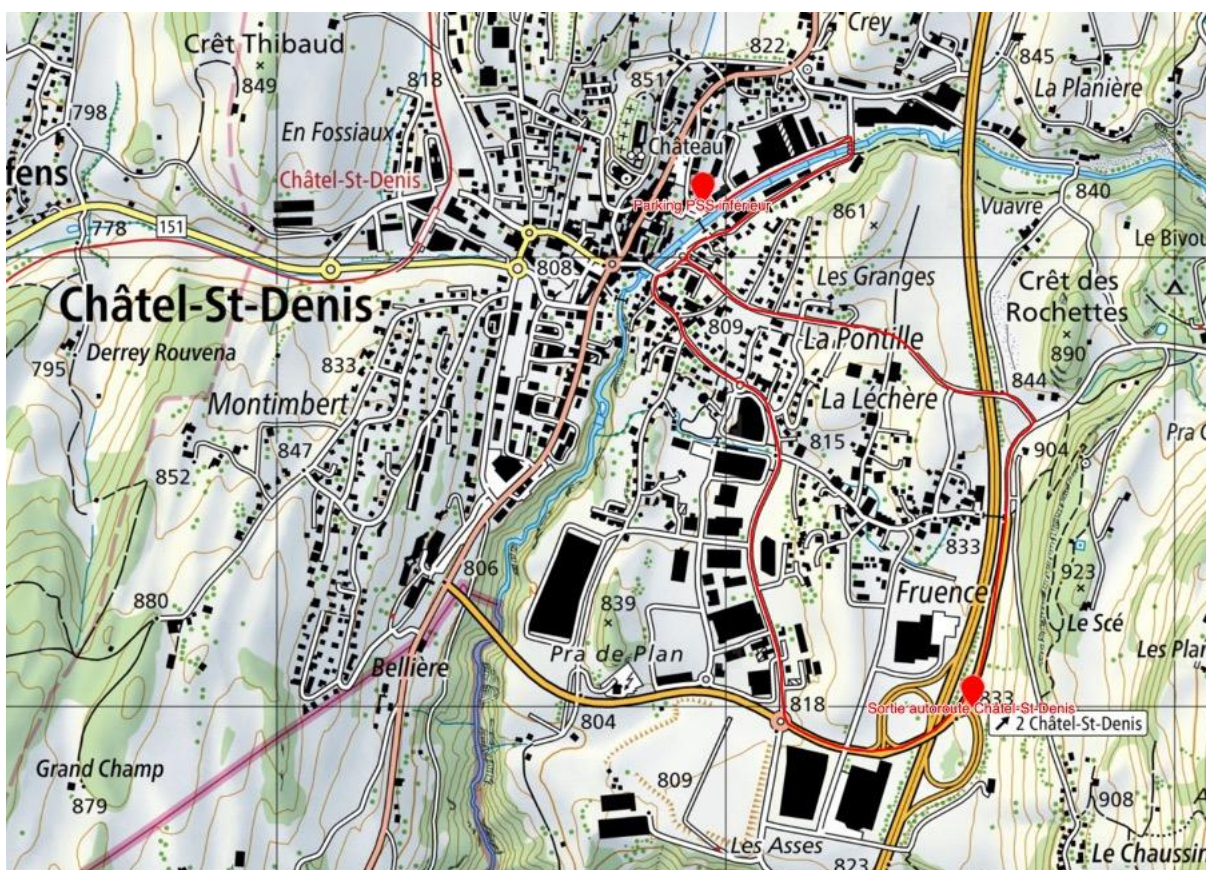 Crêt Thibaud
849
818
851
822
Crey
845
La Planière
798
En Fossiaux
Château
fens
Châtel-St-Denis
Parking PSS inférieur
840
Vuavre
778
151
861
Le Bivou
808
Les Granges
Crêt des
Rochettes
Châtel-St-Denis
809
La Pontille
890
Derrey Rouvena
795
833
844
Montimbert
La Léchère
847
815
904
Pra
852
833
806
923
880
839
Fruence
Le Scé
Bellière
Pra de Plan
Les Plan
833
818
Sortie autoroute Châtel-St-Denis
2 Châtel-St-Denis
804
Grand Champ
809
879
908
Les Asses
823
Le Chaussin